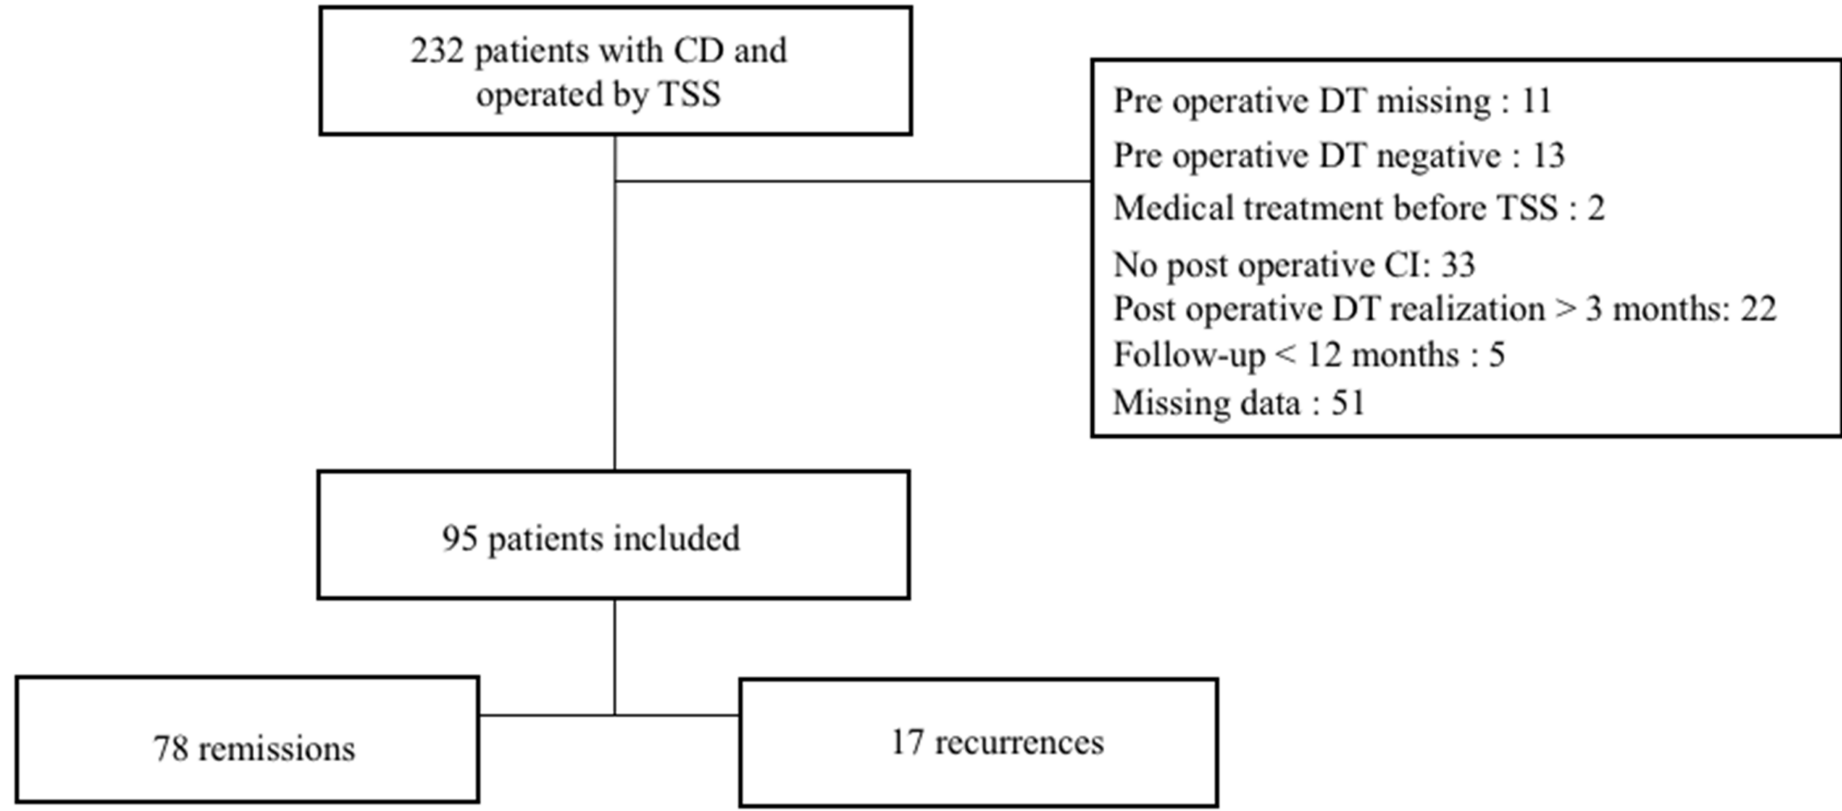 232 patients with CD and
operated by TSS
Pre operative DT missing : 11
Pre operative DT negative : 13
Medical treatment before TSS : 2
No post operative CI: 33
Post operative DT realization > 3 months: 22
Follow-up < 12 months : 5
Missing data : 51
95 patients included
78 remissions
17 recurrences